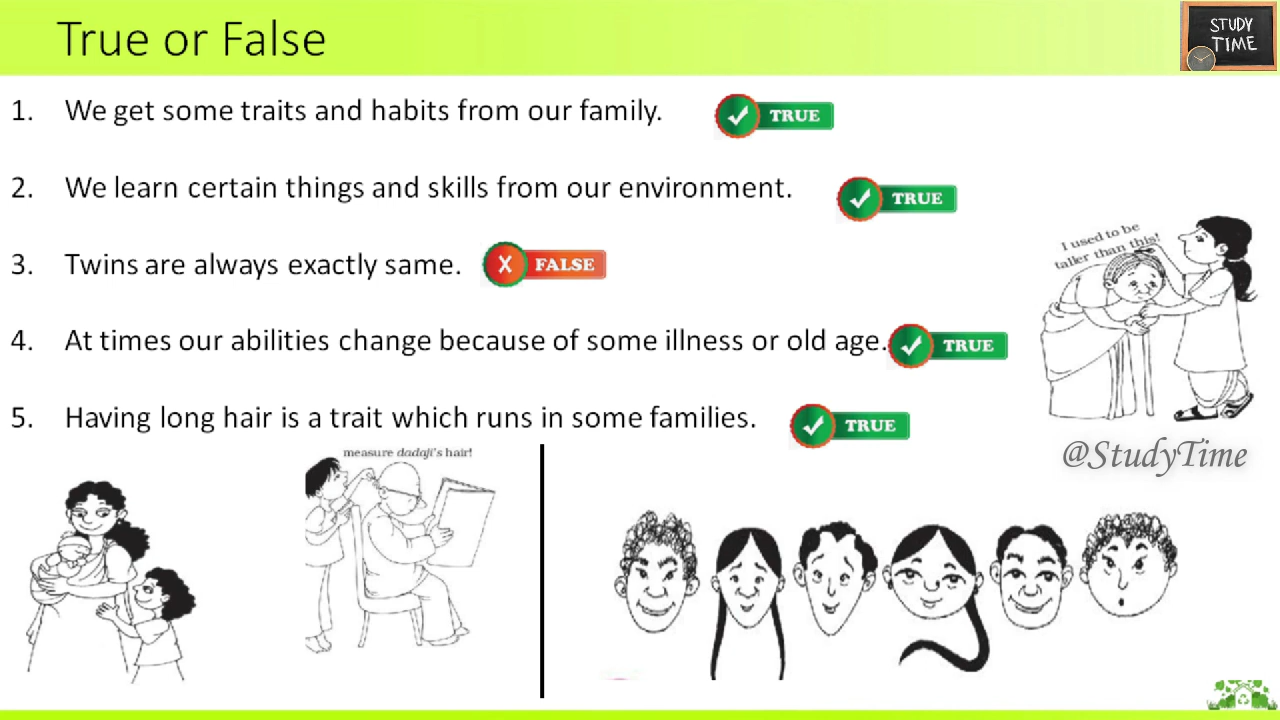 True or False
STUDY
TIME
1. We get some traits and habits from our family. TRUE
2. We learn certain things and skills from our environment. TRUE
3. Twins are always exactly same. X FALSE
4. At times our abilities change because of some illness or old age. TRUE
5. Having long hair is a trait which runs in some families. TRUE
I used to be
taller than this!
@StudyTime
measure dadaji's hair!